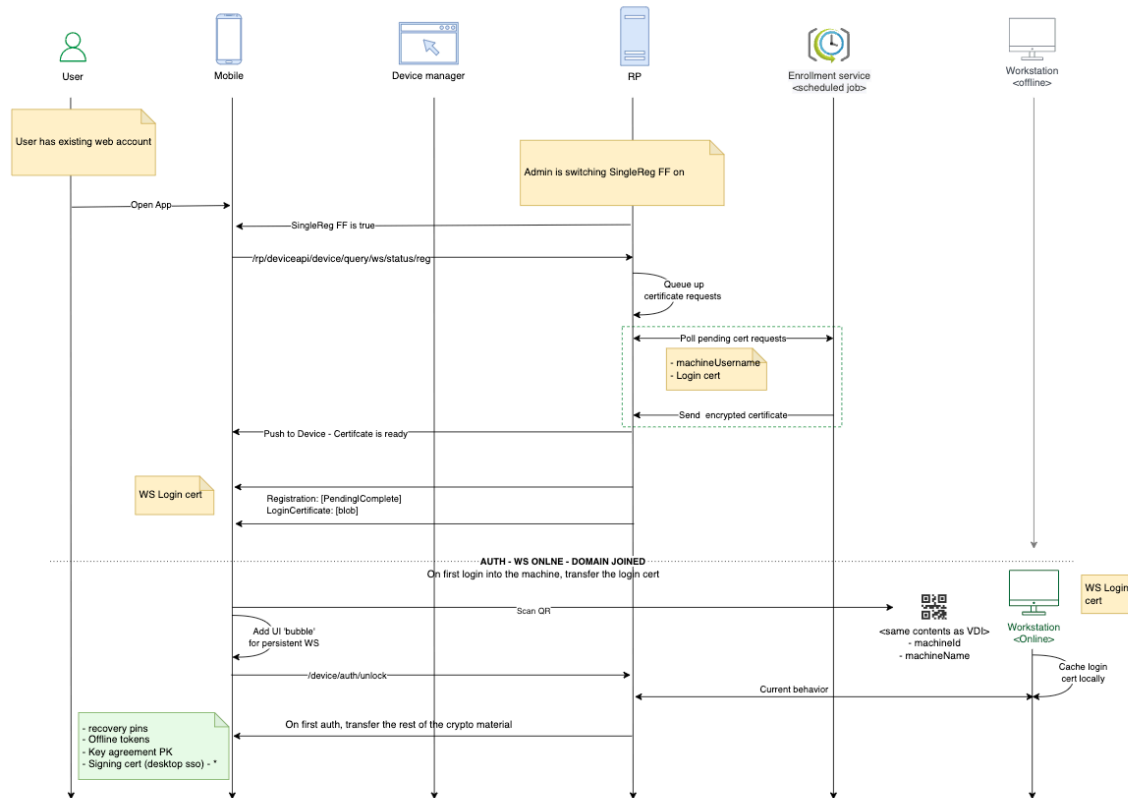 User
Mobile
Device manager
RP
Enrollment service
<scheduled job>
Workstation
<offline>
User has existing web account
Admin is switching SingleReg FF on
Open App
SingleReg FF is true
/rp/deviceapi/device/query/ws/status/reg
Queue up
certificate requests
Poll pending cert requests
- machineUsername
- Login cert
Send encrypted certificate
Push to Device - Certifcate is ready
WS Login cert
Registration: [Pending|Complete]
LoginCertificate: [blob]
AUTH - WS ONLNE - DOMAIN JOINED
On first login into the machine, transfer the login cert
WS Login
cert
Scan QR
Add UI 'bubble'
for persistent WS
<same contents as VDI>
- machineId
- machineName
Workstation
<Online>
Cache login
cert locally
/device/auth/unlock
Current behavior
On first auth, transfer the rest of the crypto material
- recovery pins
- Offline tokens
- Key agreement PK
- Signing cert (desktop sso) - *